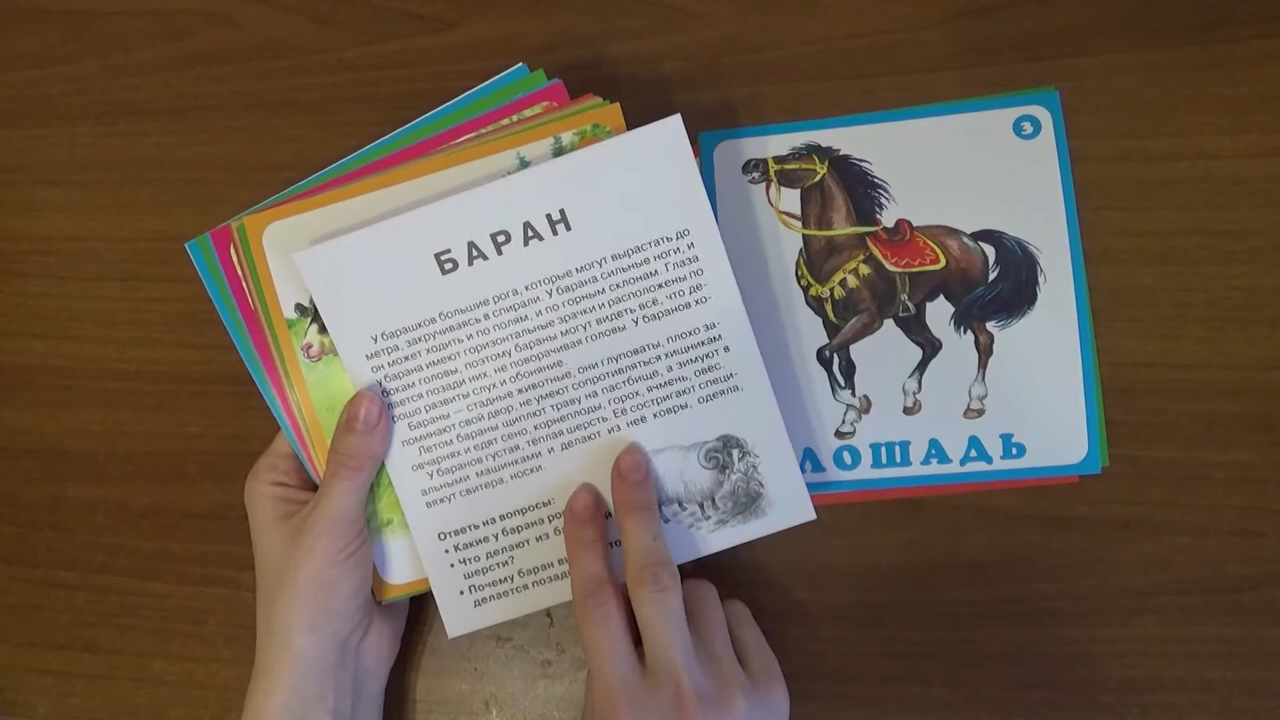 БАРАН
У барашков большие рога, которые могут вырастать до
метра, закручиваясь в спирали. У барана сильные ноги, и
он может ходить и по полям, и по горным склонам. Глаза
у барана имеют горизонтальные зрачки и расположены по
бокам головы, поэтому бараны могут видеть всё, что де-
лается позади них, не поворачивая головы. У баранов хо-
рошо развиты слух и обоняние.
Бараны — стадные животные, они глуповаты, плохо за-
поминают свой двор, не умеют сопротивляться хищникам.
Летом бараны щиплют траву на пастбище, а зимуют в
овчарнях и едят сено, корнеплоды, горох, ячмень, овёс.
У баранов густая, тёплая шерсть. Её состригают специ-
альными машинками и делают из неё ковры, одеяла,
вяжут свитера, носки.
Ответь на вопросы:
• Какие у барана
• Что делают из
шерсти?
• Почему баран
делается
3
ЛОШАДЬ